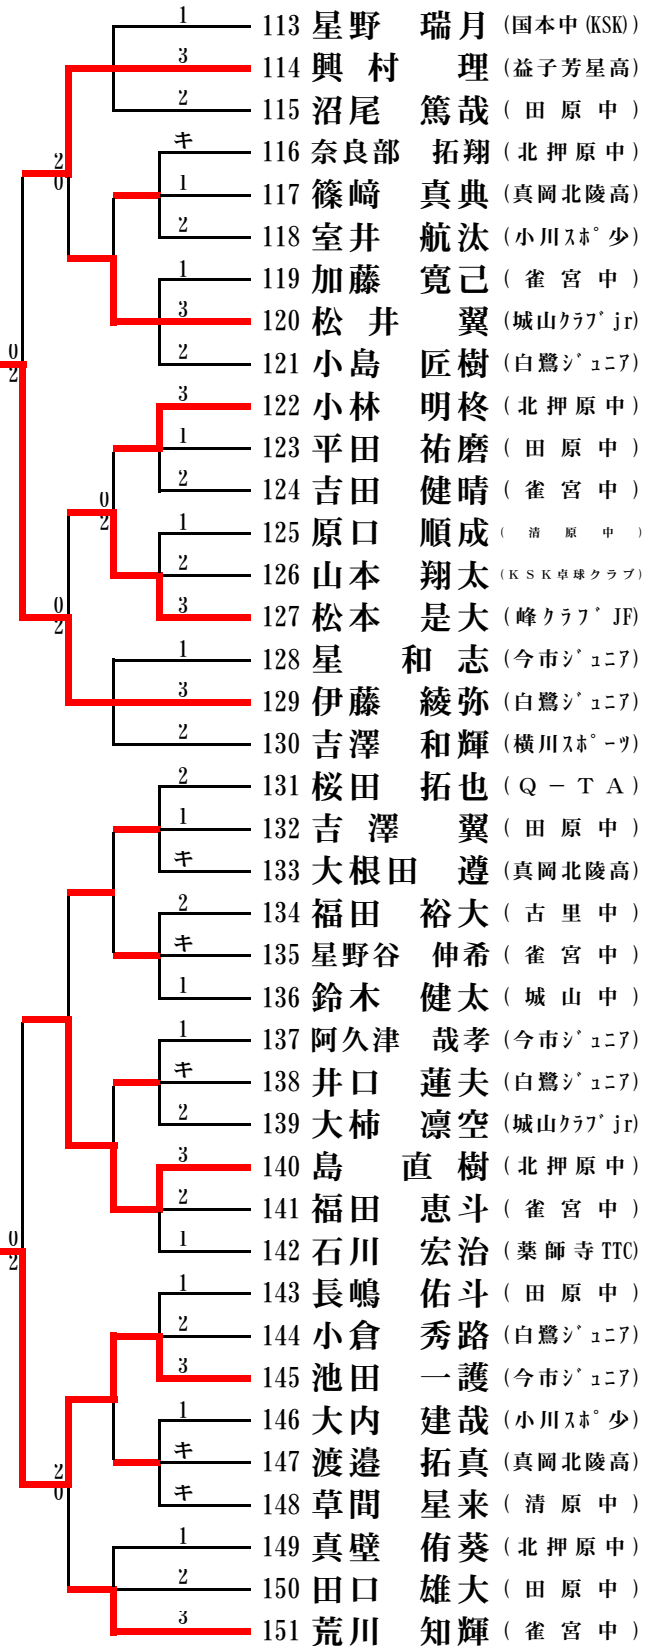 1 113 星野 瑞月 (国本中(KSK))
3 114 興村 理 (益子芳星高)
2 115 沼尾 篤哉 (田原中)
キ 116 奈良部 拓翔 (北押原中)
2
0
1 117 篠﨑 真典 (真岡北陵高)
2 118 室井 航汰 (小川ｽﾎﾟ少)
1 119 加藤 寛己 (雀宮中)
3 120 松井 翼 (城山ｸﾗﾌﾞjr)
0
2
2 121 小島 匠樹 (白鷺ｼﾞｭﾆｱ)
3 122 小林 明柊 (北押原中)
1 123 平田 祐磨 (田原中)
2 124 吉田 健晴 (雀宮中)
0
2
1 125 原口 順成 (清原中)
2 126 山本 翔太 (KSK卓球クラブ)
0
2
3 127 松本 是大 (峰ｸﾗﾌﾞJF)
1 128 星 和志 (今市ｼﾞｭﾆｱ)
3 129 伊藤 綾弥 (白鷺ｼﾞｭﾆｱ)
2 130 吉澤 和輝 (横川ｽﾎﾟｰﾂ)
2 131 桜田 拓也 (Q－TA)
1 132 吉澤 翼 (田原中)
キ 133 大根田 遵 (真岡北陵高)
2 134 福田 裕大 (古里中)
キ 135 星野谷 伸希 (雀宮中)
1 136 鈴木 健太 (城山中)
1 137 阿久津 哉孝 (今市ｼﾞｭﾆｱ)
キ 138 井口 蓮夫 (白鷺ｼﾞｭﾆｱ)
2 139 大柿 凛空 (城山ｸﾗﾌﾞjr)
3 140 島 直樹 (北押原中)
2 141 福田 恵斗 (雀宮中)
0
2
1 142 石川 宏治 (薬師寺TTC)
1 143 長嶋 佑斗 (田原中)
2 144 小倉 秀路 (白鷺ｼﾞｭﾆｱ)
3 145 池田 一護 (今市ｼﾞｭﾆｱ)
1 146 大内 建哉 (小川ｽﾎﾟ少)
キ 147 渡邉 拓真 (真岡北陵高)
2
0
キ 148 草間 星来 (清原中)
1 149 真壁 侑葵 (北押原中)
2 150 田口 雄大 (田原中)
3 151 荒川 知輝 (雀宮中)